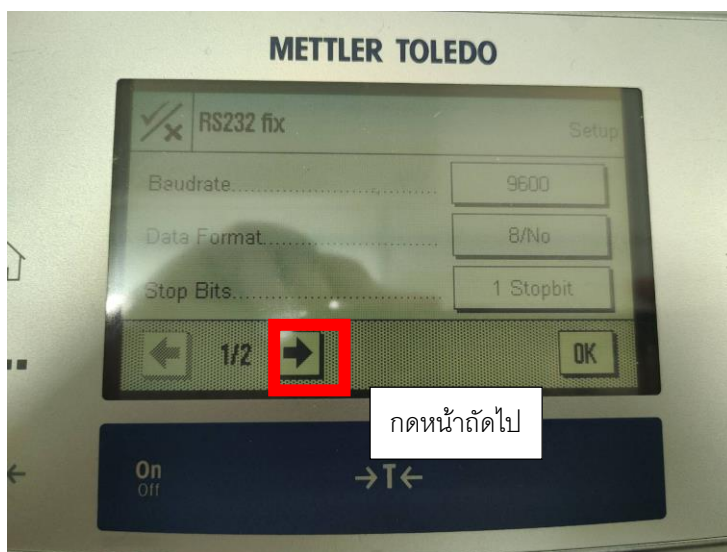 METTLER TOLEDO
RS232 fix
Setup
Baudrate
9600
Data Format
8/No
Stop Bits
1 Stopbit
1/2
OK
กดหน้าถัดไป
On
Off
→T←